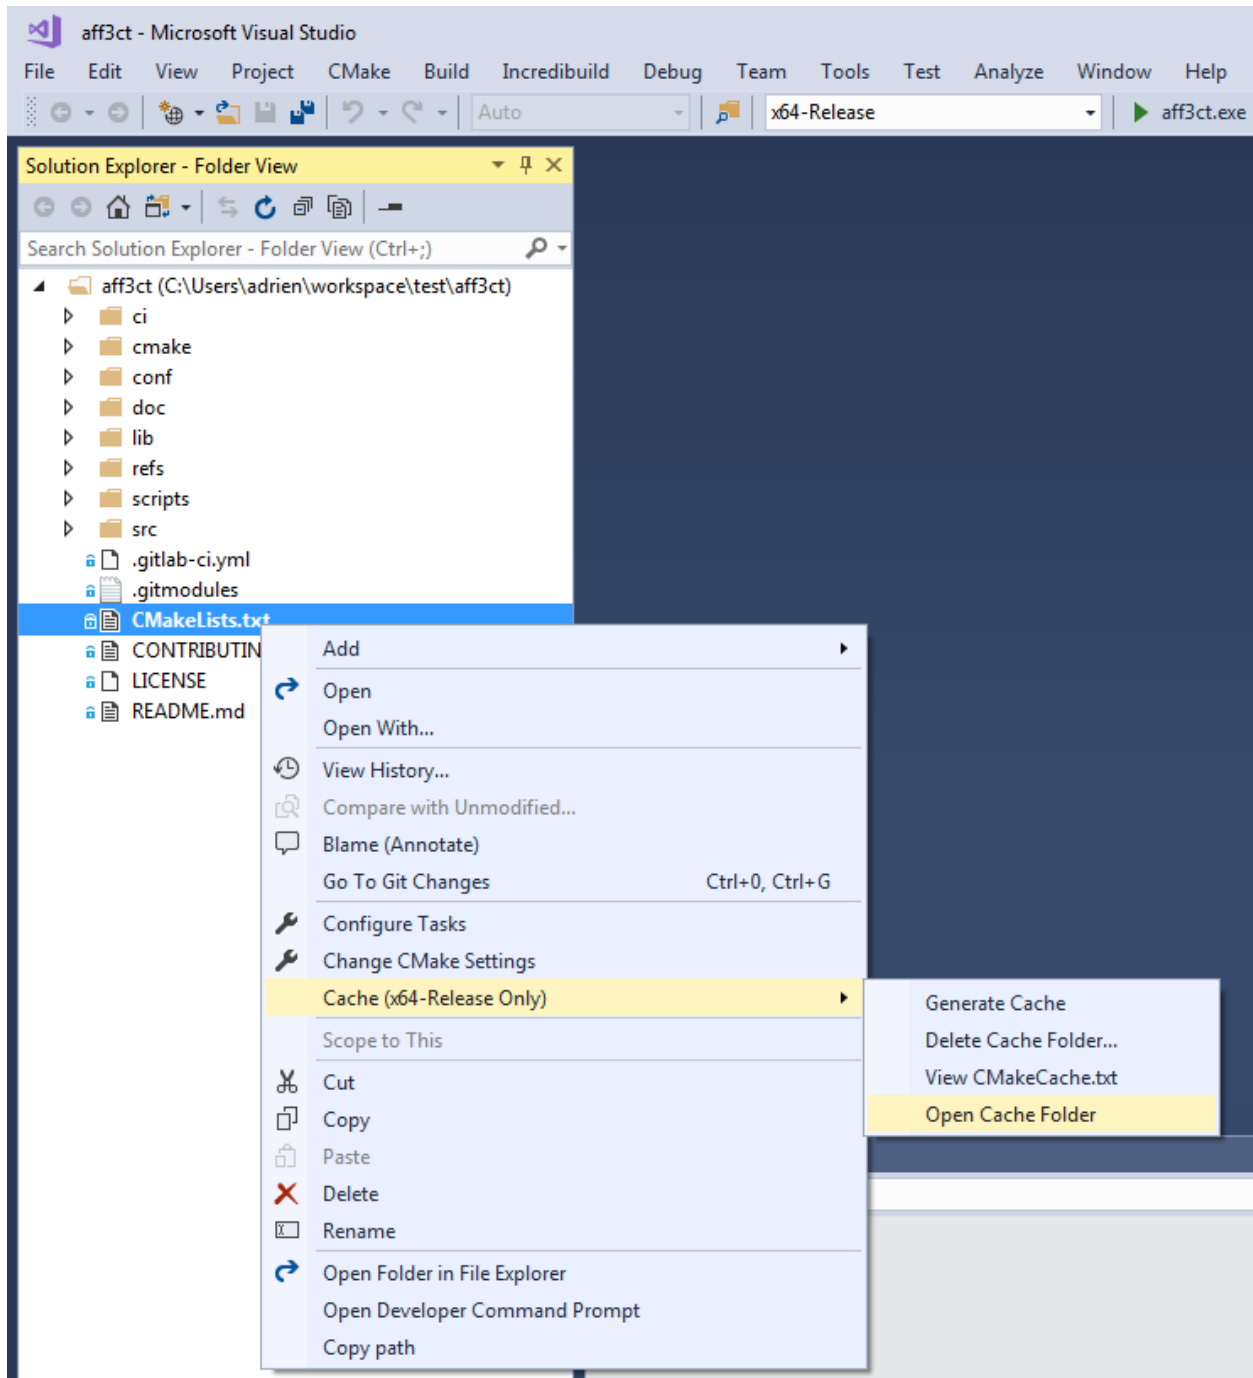 aff3ct - Microsoft Visual Studio
File Edit View Project CMake Build Incredibuild Debug Team Tools Test Analyze Window Help
Auto x64-Release aff3ct.exe
Solution Explorer - Folder View
Search Solution Explorer - Folder View (Ctrl+;)
aff3ct (C:\Users\adrien\workspace\test\aff3ct)
ci
cmake
conf
doc
lib
refs
scripts
src
.gitlab-ci.yml
.gitmodules
CMakeLists.txt
CONTRIBUTIN
LICENSE
README.md
Add
Open
Open With...
View History...
Compare with Unmodified...
Blame (Annotate)
Go To Git Changes Ctrl+0, Ctrl+G
Configure Tasks
Change CMake Settings
Cache (x64-Release Only)
Scope to This
Cut
Copy
Paste
Delete
Rename
Open Folder in File Explorer
Open Developer Command Prompt
Copy path
Generate Cache
Delete Cache Folder...
View CMakeCache.txt
Open Cache Folder